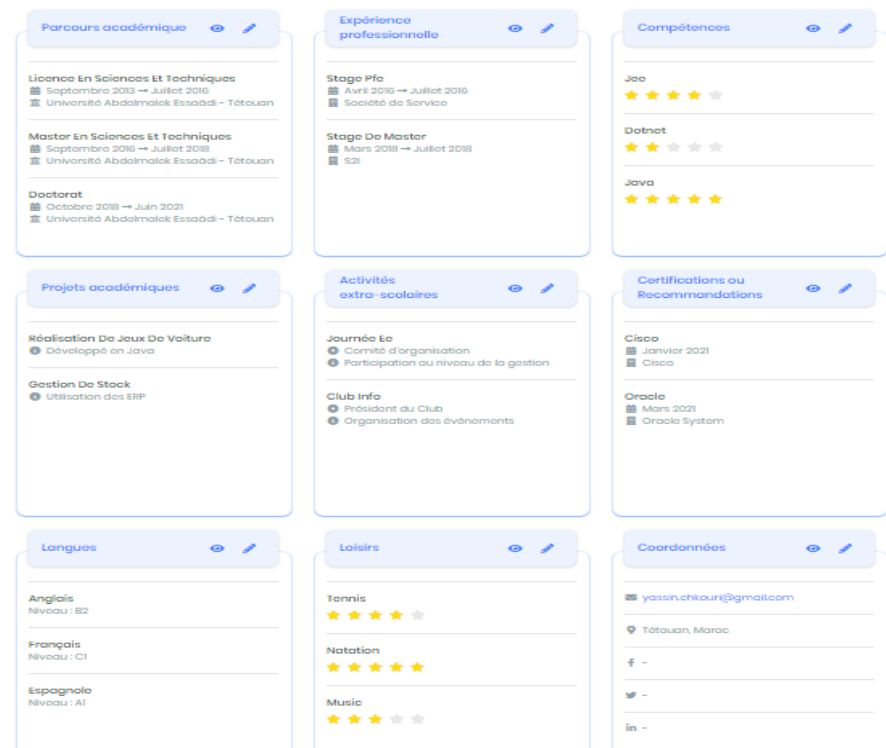 Parcours académique
Licence En Sciences Et Techniques
Septembre 2013 → Juillet 2016
Université Abdelmalek Essaâdi - Tétouan
Master En Sciences Et Techniques
Septembre 2016 → Juillet 2018
Université Abdelmalek Essaâdi - Tétouan
Doctorat
Octobre 2018 → Juin 2021
Université Abdelmalek Essaâdi - Tétouan
Expérience
professionnelle
Stage Pfe
Avril 2016 → Juillet 2016
Société de Service
Stage De Master
Mars 2018 → Juillet 2018
S2I
Compétences
Jee
Dotnet
Java
Projets académiques
Réalisation De Jeux De Voiture
Développé en Java
Gestion De Stock
Utilisation des ERP
Activités
extra-scolaires
Journée Ee
Comité d'organisation
Participation au niveau de la gestion
Club Info
Président du Club
Organisation des événements
Certifications ou
Recommandations
Cisco
Janvier 2021
Cisco
Oracle
Mars 2021
Oracle System
Langues
Anglais
Niveau : B2
Français
Niveau : C1
Espagnole
Niveau : A1
Loisirs
Tennis
Natation
Music
Coordonnées
yassin.chkouri@gmail.com
Tétouan, Maroc
-
-
-